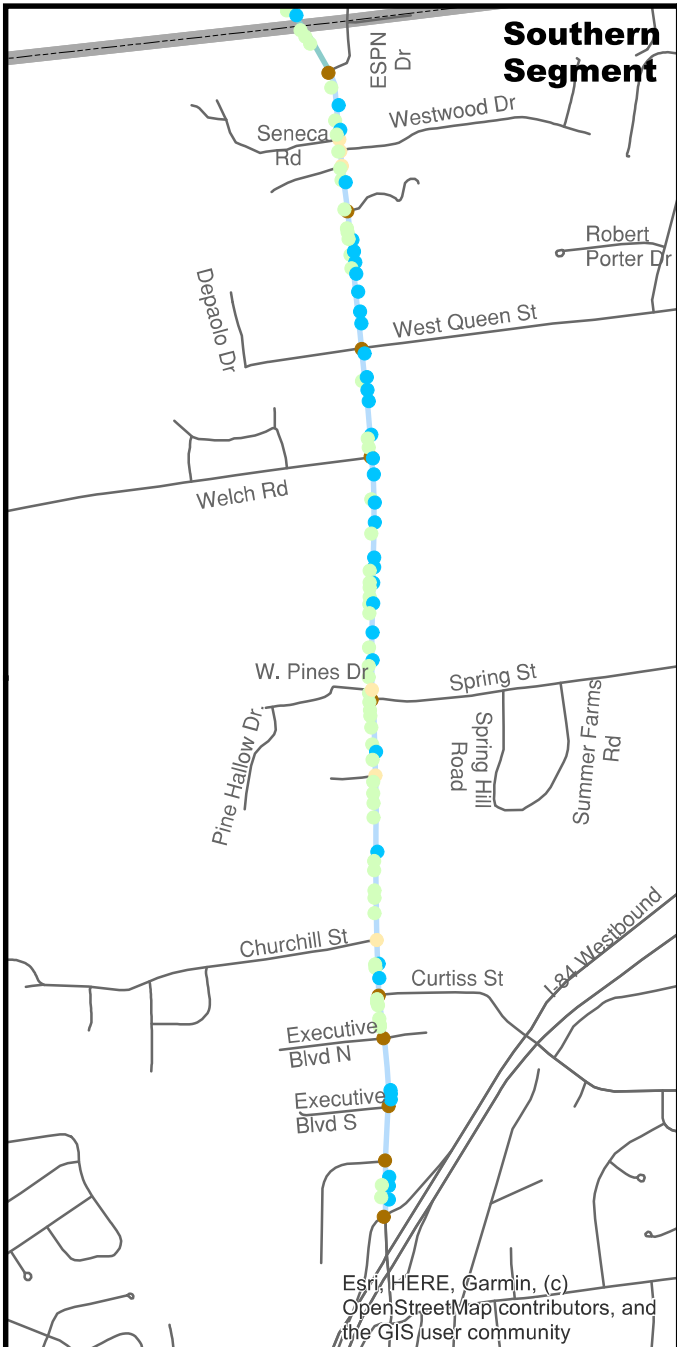 Southern
Segment
ESPN
Dr
Westwood Dr
Seneca
Rd
Robert
Porter Dr
Depaolo Dr
West Queen St
Welch Rd
W. Pines Dr
Spring St
Pine Hallow Dr.
Spring Hill
Road
Summer Farms
Rd
I-84 Westbound
Churchill St
Curtiss St
Executive
Blvd N
Executive
Blvd S
Esri, HERE, Garmin, (c)
OpenStreetMap contributors, and
the GIS user community